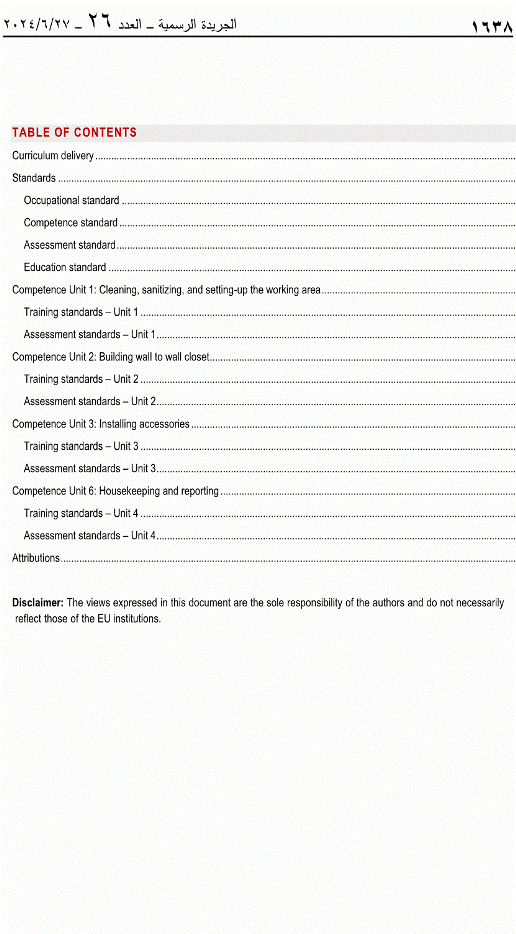 ١٦٣٨ الجريدة الرسمية – العدد ٢٦ – ٢٠٢٤/٦/٢٧
TABLE OF CONTENTS
Curriculum delivery
Standards
Occupational standard
Competence standard
Assessment standard
Education standard
Competence Unit 1: Cleaning, sanitizing, and setting-up the working area
Training standards – Unit 1
Assessment standards – Unit 1
Competence Unit 2: Building wall to wall closet
Training standards – Unit 2
Assessment standards – Unit 2
Competence Unit 3: Installing accessories
Training standards – Unit 3
Assessment standards – Unit 3
Competence Unit 6: Housekeeping and reporting
Training standards – Unit 4
Assessment standards – Unit 4
Attributions
Disclaimer: The views expressed in this document are the sole responsibility of the authors and do not necessarily
reflect those of the EU institutions.